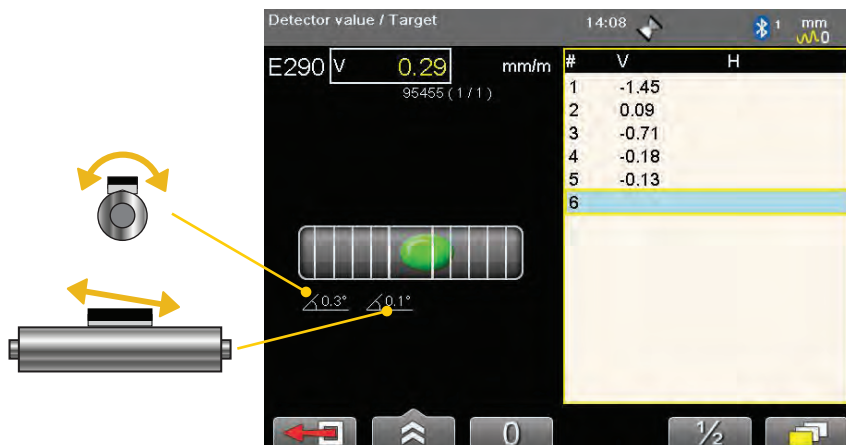 Detector value / Target 14:08 1 mm
0
E290 V 0.29 mm/m
95455 ( 1 / 1 )
# V H
1 -1.45
2 0.09
3 -0.71
4 -0.18
5 -0.13
6
0.3° 0.1°
0 ½